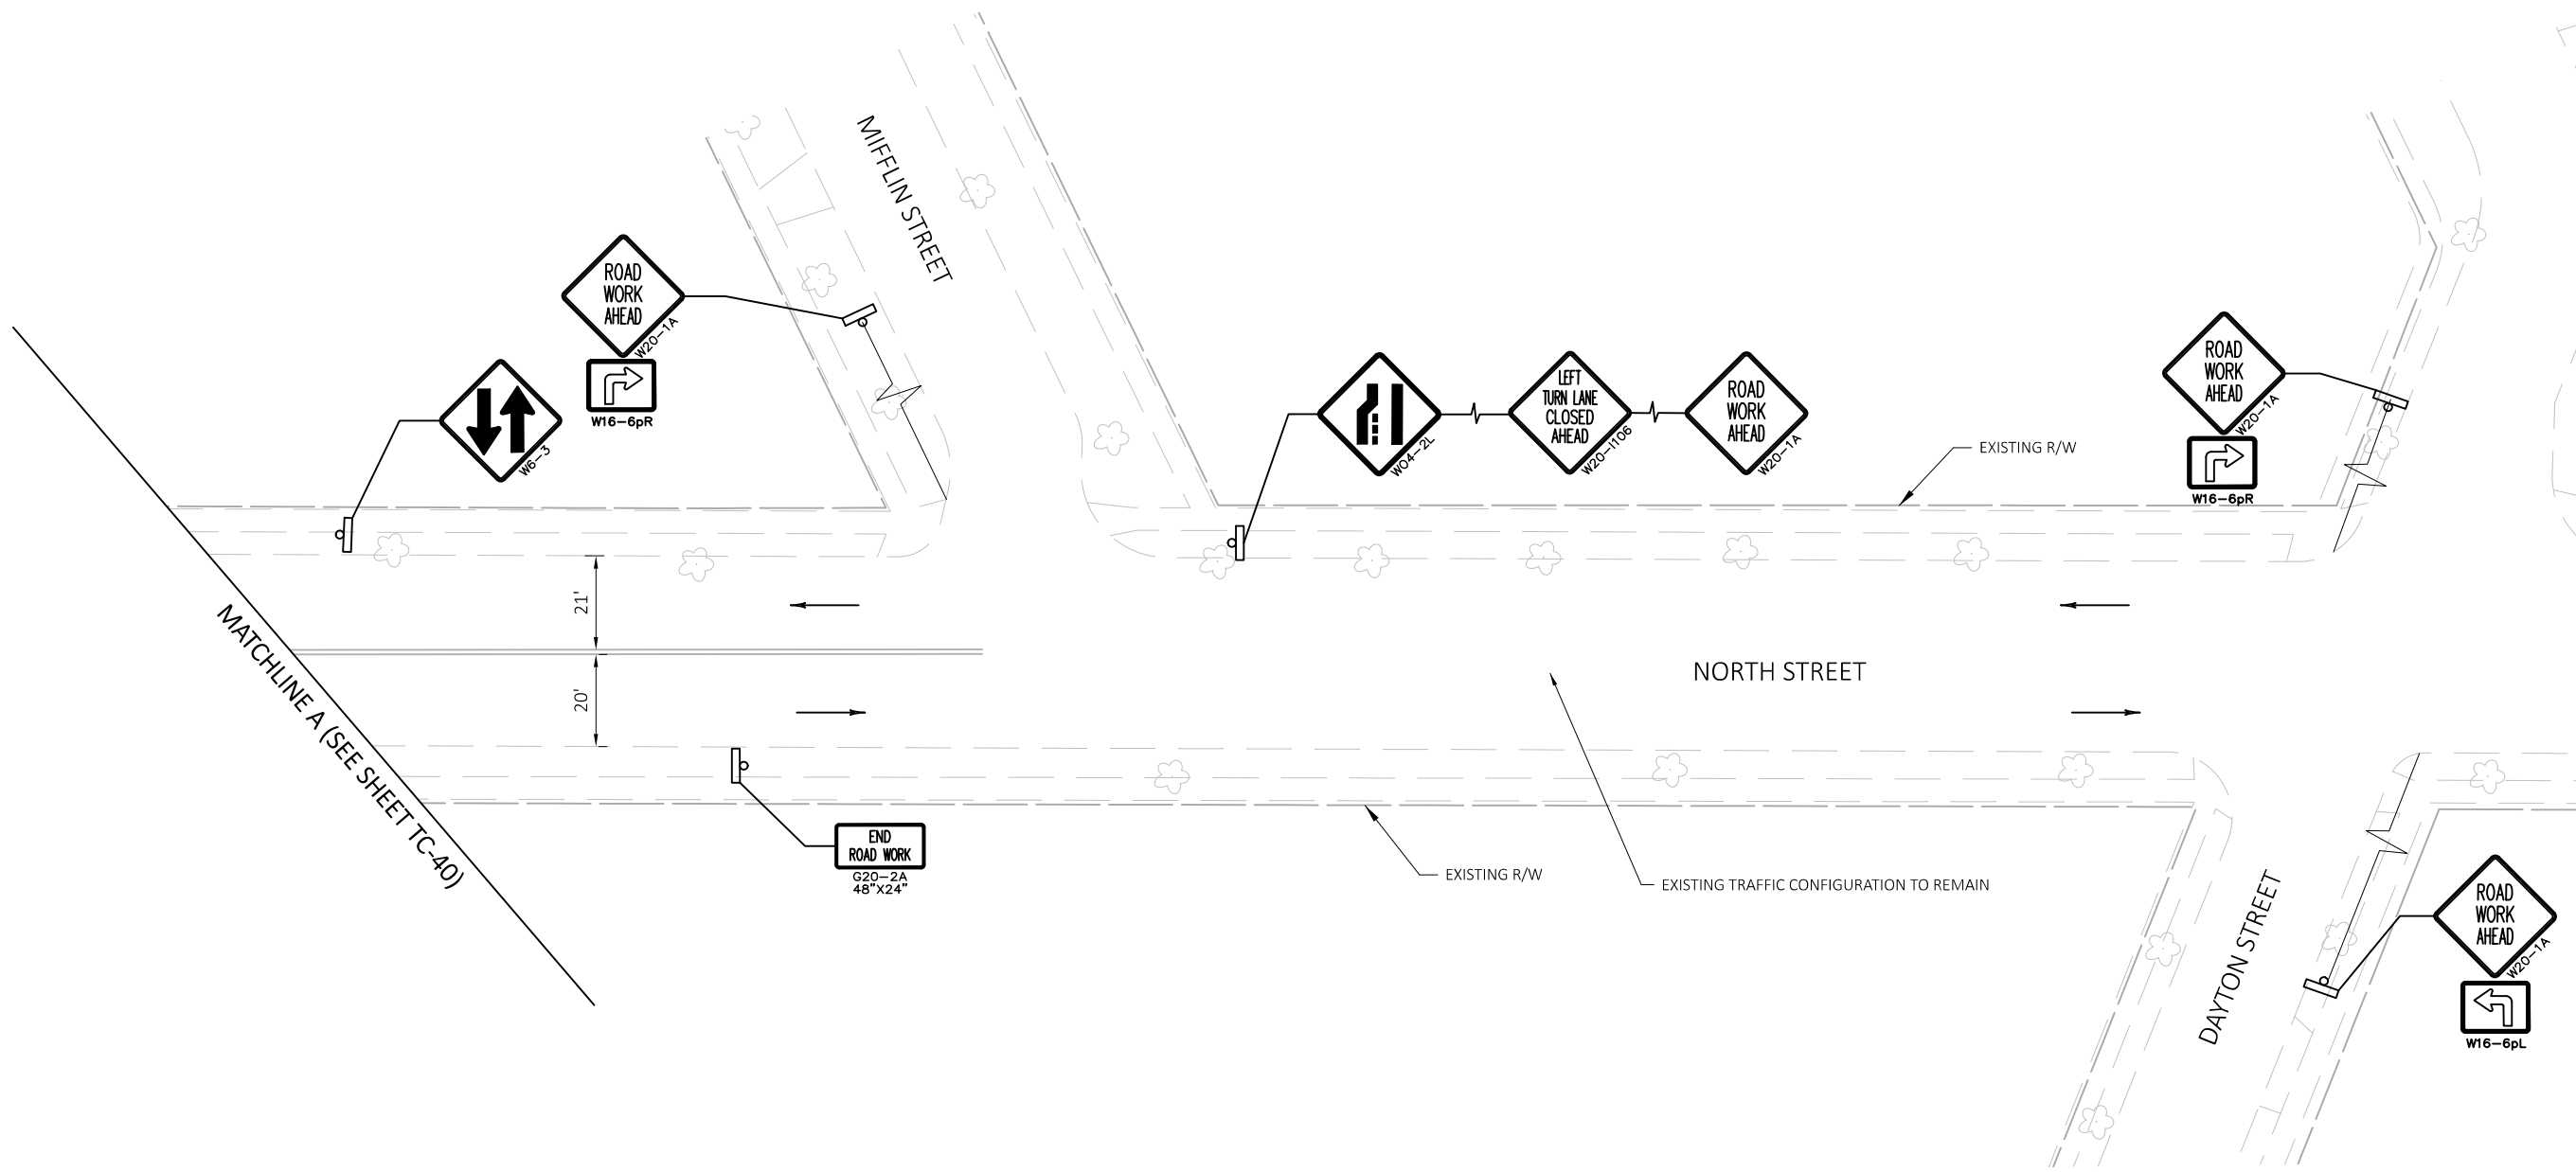 MIFFLIN STREET
ROAD
WORK
AHEAD
W20-1A
W16-6pR
W6-3
W04-2L
LEFT
TURN LANE
CLOSED
AHEAD
W20-I106
ROAD
WORK
AHEAD
W20-1A
EXISTING R/W
ROAD
WORK
AHEAD
W20-1A
W16-6pR
21'
20'
NORTH STREET
MATCHLINE A (SEE SHEET TC-40)
END
ROAD WORK
G20-2A
48"X24"
EXISTING R/W
EXISTING TRAFFIC CONFIGURATION TO REMAIN
DAYTON STREET
ROAD
WORK
AHEAD
W20-1A
W16-6pL